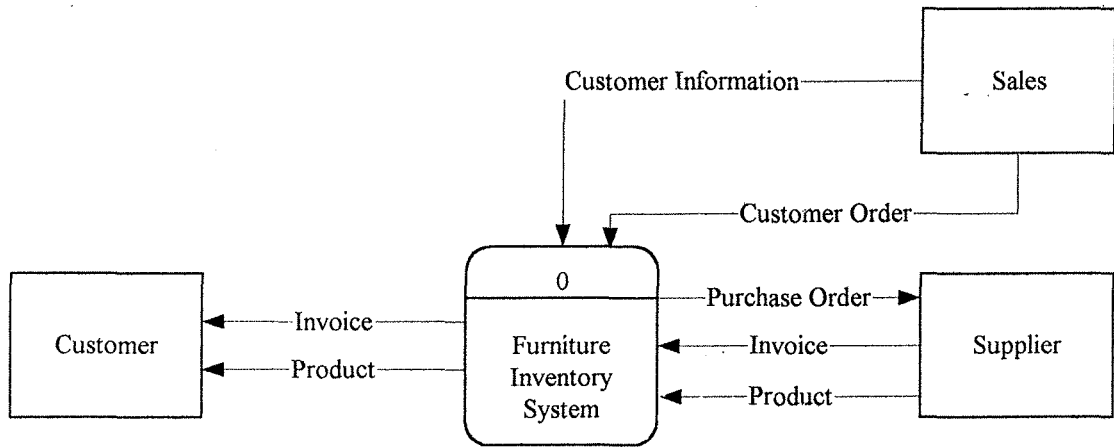 Customer Information
Sales
Customer Order
0
Furniture
Inventory
System
Customer
Invoice
Product
Purchase Order
Invoice
Product
Supplier